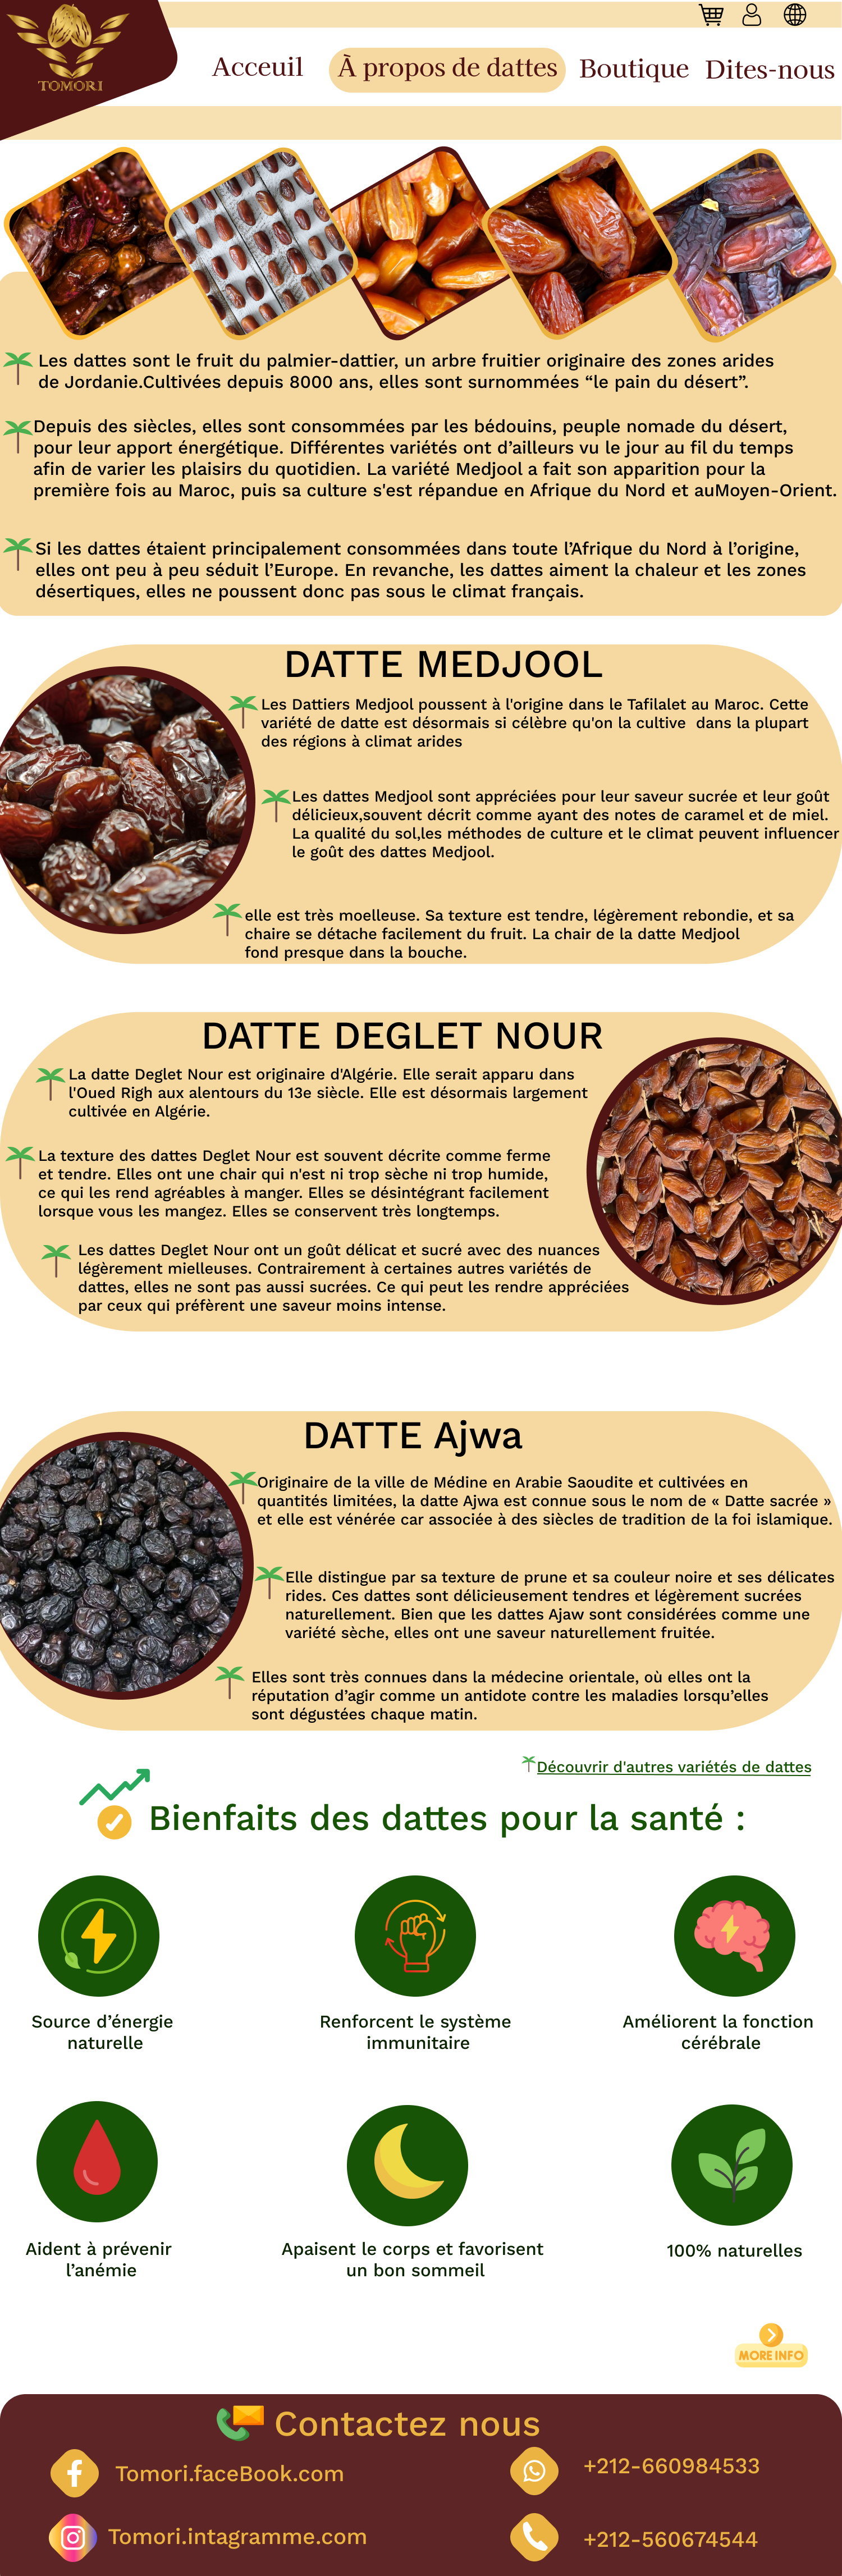 TOMORI
Acceuil
À propos de dattes
Boutique
Dites-nous
Les dattes sont le fruit du palmier-dattier, un arbre fruitier originaire des zones arides
de Jordanie.Cultivées depuis 8000 ans, elles sont surnommées “le pain du désert”.
Depuis des siècles, elles sont consommées par les bédouins, peuple nomade du désert,
pour leur apport énergétique. Différentes variétés ont d’ailleurs vu le jour au fil du temps
afin de varier les plaisirs du quotidien. La variété Medjool a fait son apparition pour la
première fois au Maroc, puis sa culture s'est répandue en Afrique du Nord et auMoyen-Orient.
Si les dattes étaient principalement consommées dans toute l’Afrique du Nord à l’origine,
elles ont peu à peu séduit l’Europe. En revanche, les dattes aiment la chaleur et les zones
désertiques, elles ne poussent donc pas sous le climat français.
DATTE MEDJOOL
Les Dattiers Medjool poussent à l'origine dans le Tafilalet au Maroc. Cette
variété de datte est désormais si célèbre qu'on la cultive  dans la plupart
des régions à climat arides
Les dattes Medjool sont appréciées pour leur saveur sucrée et leur goût
délicieux,souvent décrit comme ayant des notes de caramel et de miel.
La qualité du sol,les méthodes de culture et le climat peuvent influencer
le goût des dattes Medjool.
elle est très moelleuse. Sa texture est tendre, légèrement rebondie, et sa
chaire se détache facilement du fruit. La chair de la datte Medjool
fond presque dans la bouche.
DATTE DEGLET NOUR
La datte Deglet Nour est originaire d'Algérie. Elle serait apparu dans
l'Oued Righ aux alentours du 13e siècle. Elle est désormais largement
cultivée en Algérie.
La texture des dattes Deglet Nour est souvent décrite comme ferme
et tendre. Elles ont une chair qui n'est ni trop sèche ni trop humide,
ce qui les rend agréables à manger. Elles se désintégrant facilement
lorsque vous les mangez. Elles se conservent très longtemps.
Les dattes Deglet Nour ont un goût délicat et sucré avec des nuances
légèrement mielleuses. Contrairement à certaines autres variétés de
dattes, elles ne sont pas aussi sucrées. Ce qui peut les rendre appréciées
par ceux qui préfèrent une saveur moins intense.
DATTE Ajwa
Originaire de la ville de Médine en Arabie Saoudite et cultivées en
quantités limitées, la datte Ajwa est connue sous le nom de « Datte sacrée »
et elle est vénérée car associée à des siècles de tradition de la foi islamique.
Elle distingue par sa texture de prune et sa couleur noire et ses délicates
rides. Ces dattes sont délicieusement tendres et légèrement sucrées
naturellement. Bien que les dattes Ajaw sont considérées comme une
variété sèche, elles ont une saveur naturellement fruitée.
Elles sont très connues dans la médecine orientale, où elles ont la
réputation d’agir comme un antidote contre les maladies lorsqu’elles
sont dégustées chaque matin.
Découvrir d'autres variétés de dattes
Bienfaits des dattes pour la santé :
Source d’énergie
naturelle
Renforcent le système
immunitaire
Améliorent la fonction
cérébrale
Aident à prévenir
l’anémie
Apaisent le corps et favorisent
un bon sommeil
100% naturelles
MORE INFO
Contactez nous
Tomori.faceBook.com
+212-660984533
Tomori.intagramme.com
+212-560674544